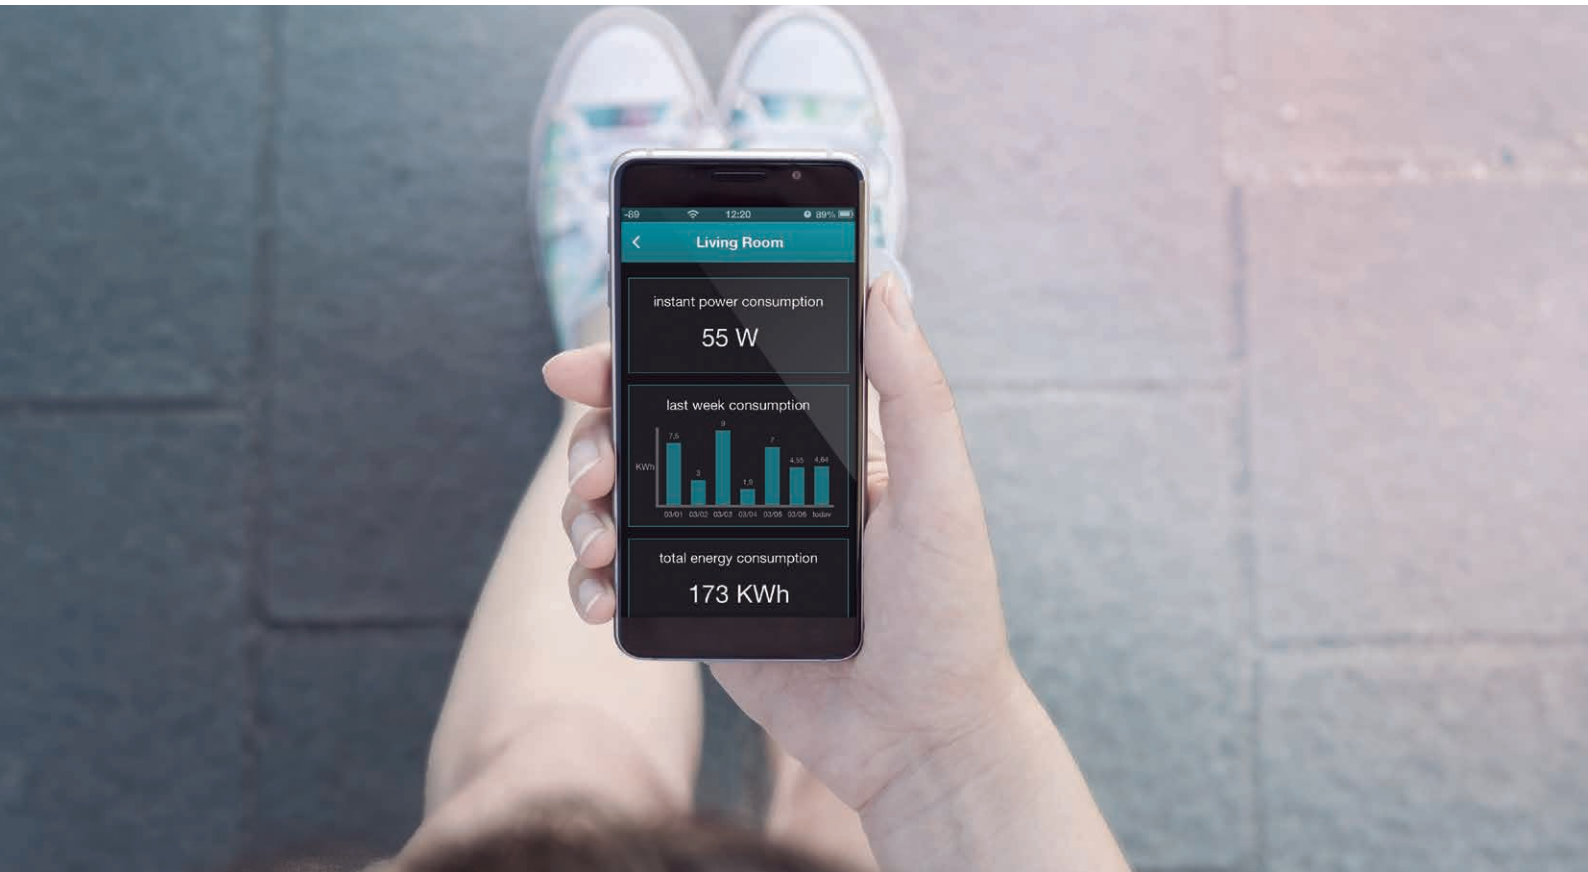 -89 12:20 89%
Living Room
instant power consumption
55 W
last week consumption
9
7,5
7
4,55 4,64
KWh
3
1,9
03/01 03/02 03/03 03/04 03/05 03/06 today
total energy consumption
173 KWh